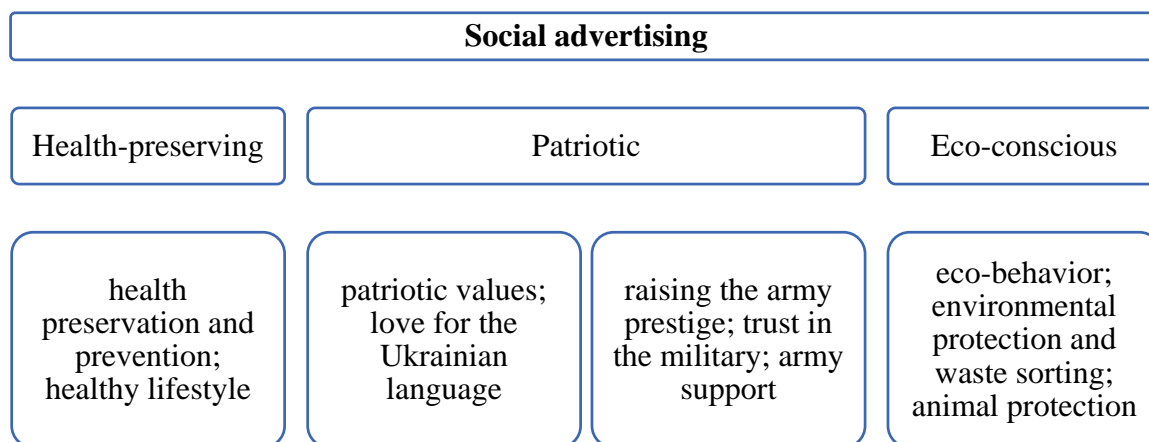 Social advertising
Health-preserving
Patriotic
Eco-conscious
health
preservation and
prevention;
healthy lifestyle
patriotic values;
love for the
Ukrainian
language
raising the army
prestige; trust in
the military; army
support
eco-behavior;
environmental
protection and
waste sorting;
animal protection